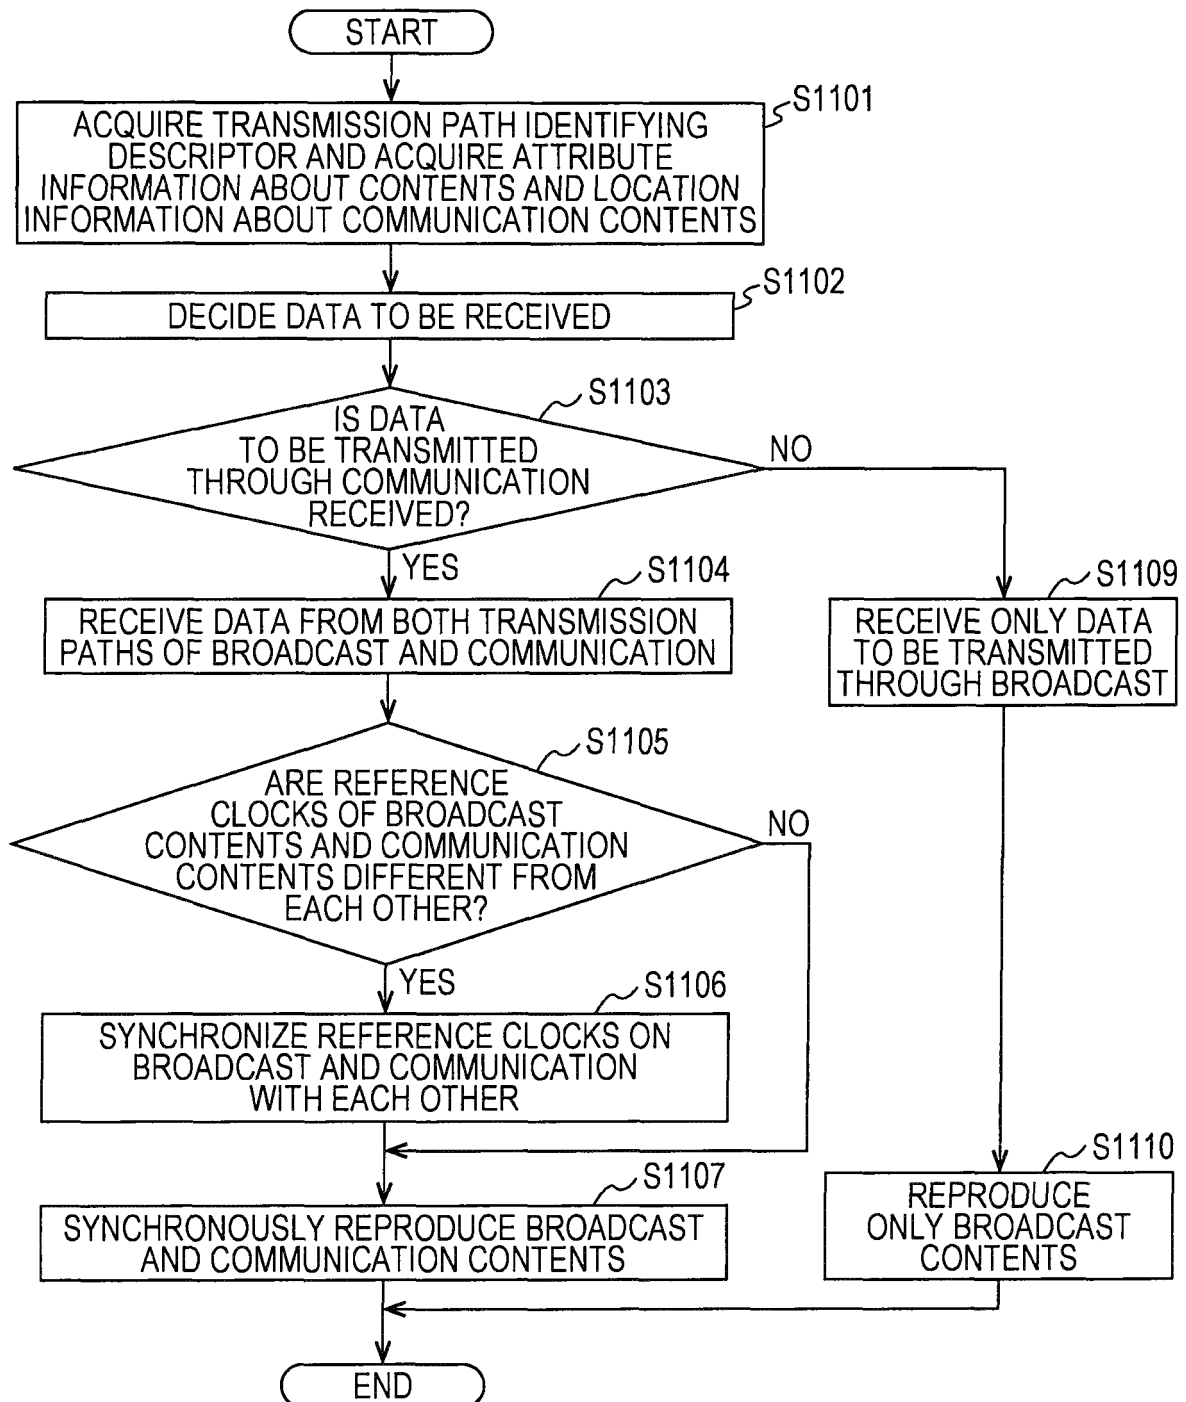 START
S1101
ACQUIRE TRANSMISSION PATH IDENTIFYING
DESCRIPTOR AND ACQUIRE ATTRIBUTE
INFORMATION ABOUT CONTENTS AND LOCATION
INFORMATION ABOUT COMMUNICATION CONTENTS
S1102
DECIDE DATA TO BE RECEIVED
S1103
IS DATA
TO BE TRANSMITTED
THROUGH COMMUNICATION
RECEIVED?
NO
YES
S1104
RECEIVE DATA FROM BOTH TRANSMISSION
PATHS OF BROADCAST AND COMMUNICATION
S1109
RECEIVE ONLY DATA
TO BE TRANSMITTED
THROUGH BROADCAST
S1105
ARE REFERENCE
CLOCKS OF BROADCAST
CONTENTS AND COMMUNICATION
CONTENTS DIFFERENT FROM
EACH OTHER?
NO
YES
S1106
SYNCHRONIZE REFERENCE CLOCKS ON
BROADCAST AND COMMUNICATION
WITH EACH OTHER
S1107
SYNCHRONOUSLY REPRODUCE BROADCAST
AND COMMUNICATION CONTENTS
S1110
REPRODUCE
ONLY BROADCAST
CONTENTS
END